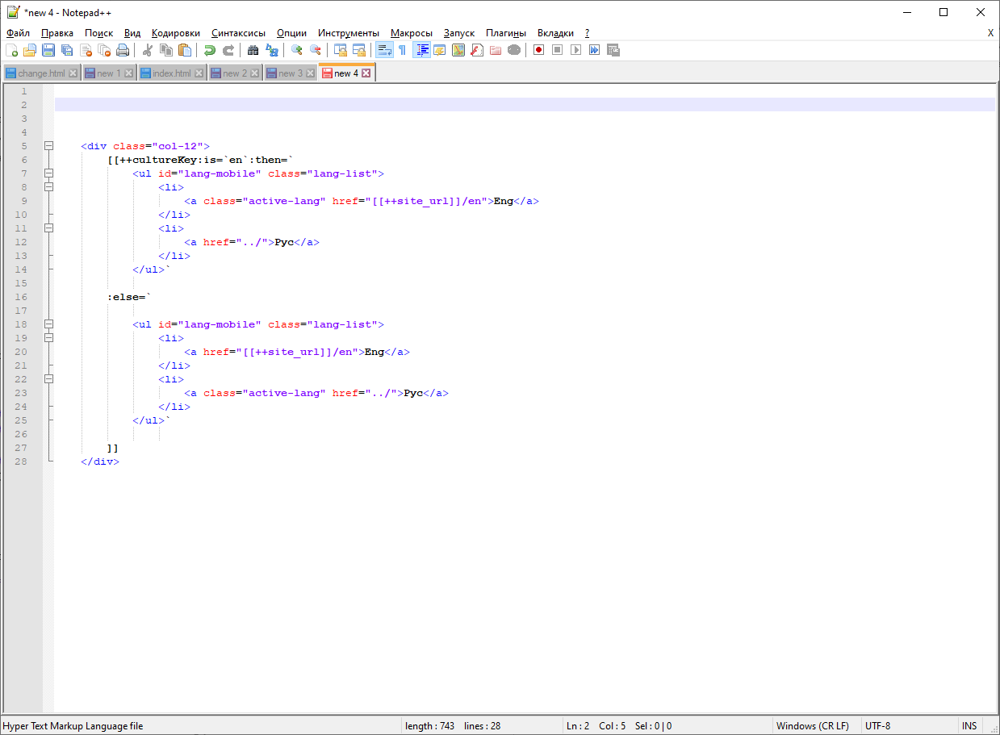 *new 4 - Notepad++
Файл Правка Поиск Вид Кодировки Синтаксисы Опции Инструменты Макросы Запуск Плагины Вкладки ? X
change.html new 1 index.html new 2 new 3 new 4
1
2
3
4
5 <div class="col-12">
6 [[++cultureKey:is=`en`:then=`
7 <ul id="lang-mobile" class="lang-list">
8 <li>
9 <a class="active-lang" href="[[++site_url]]/en">Eng</a>
10 </li>
11 <li>
12 <a href="../">Рус</a>
13 </li>
14 </ul>`
15
16 :else=`
17
18 <ul id="lang-mobile" class="lang-list">
19 <li>
20 <a href="[[++site_url]]/en">Eng</a>
21 </li>
22 <li>
23 <a class="active-lang" href="../">Рус</a>
24 </li>
25 </ul>`
26
27 ]]
28 </div>
Hyper Text Markup Language file length : 743 lines : 28 Ln : 2 Col : 5 Sel : 0 | 0 Windows (CR LF) UTF-8 INS